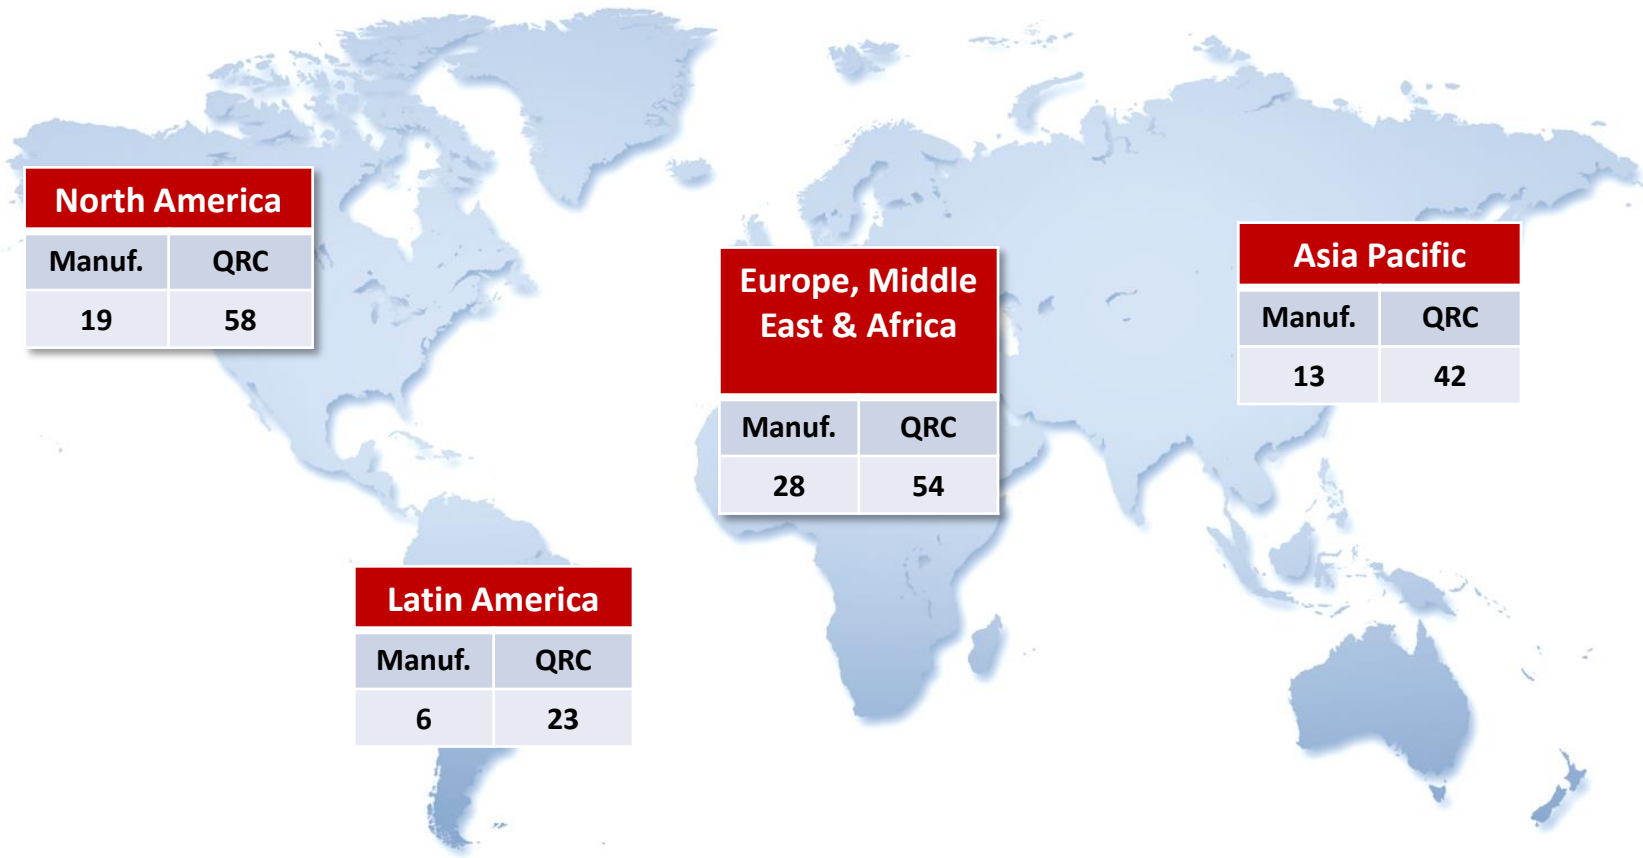 North America
Manuf. QRC
19 58
Europe, Middle
East & Africa
Manuf. QRC
28 54
Asia Pacific
Manuf. QRC
13 42
Latin America
Manuf. QRC
6 23